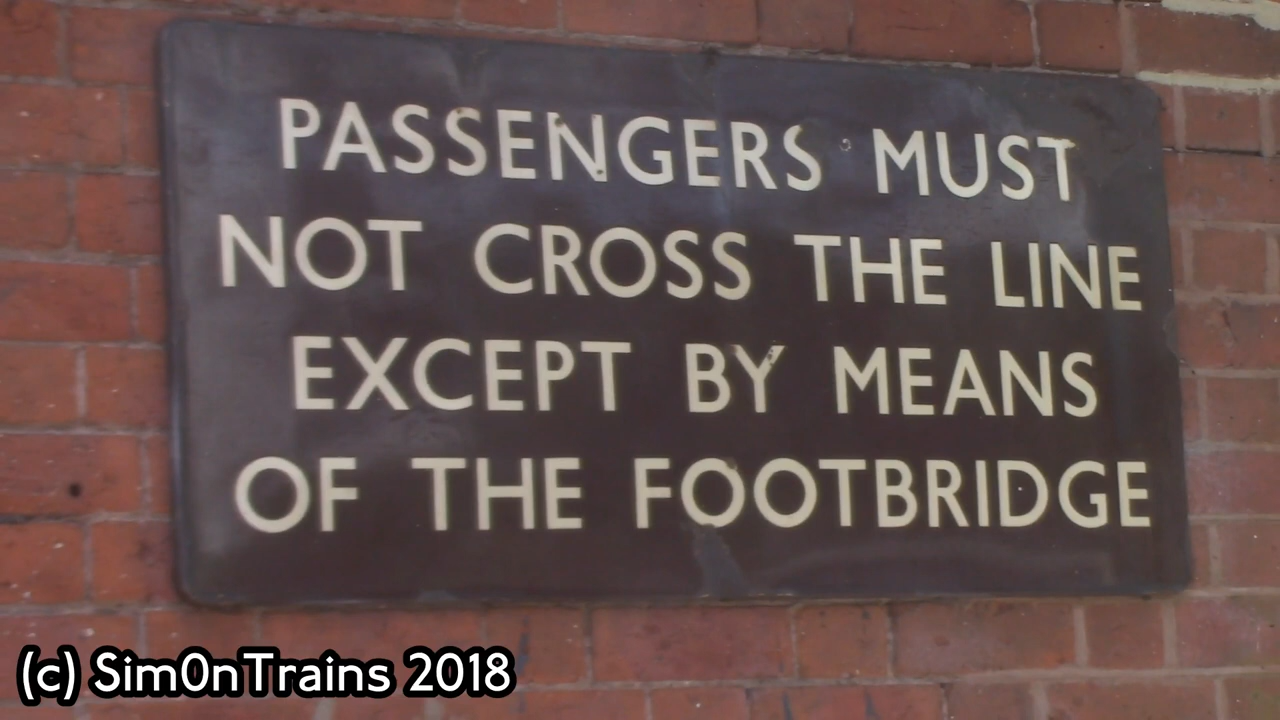 PASSENGERS MUST
NOT CROSS THE LINE
EXCEPT BY MEANS
OF THE FOOTBRIDGE
(c) Sim0nTrains 2018